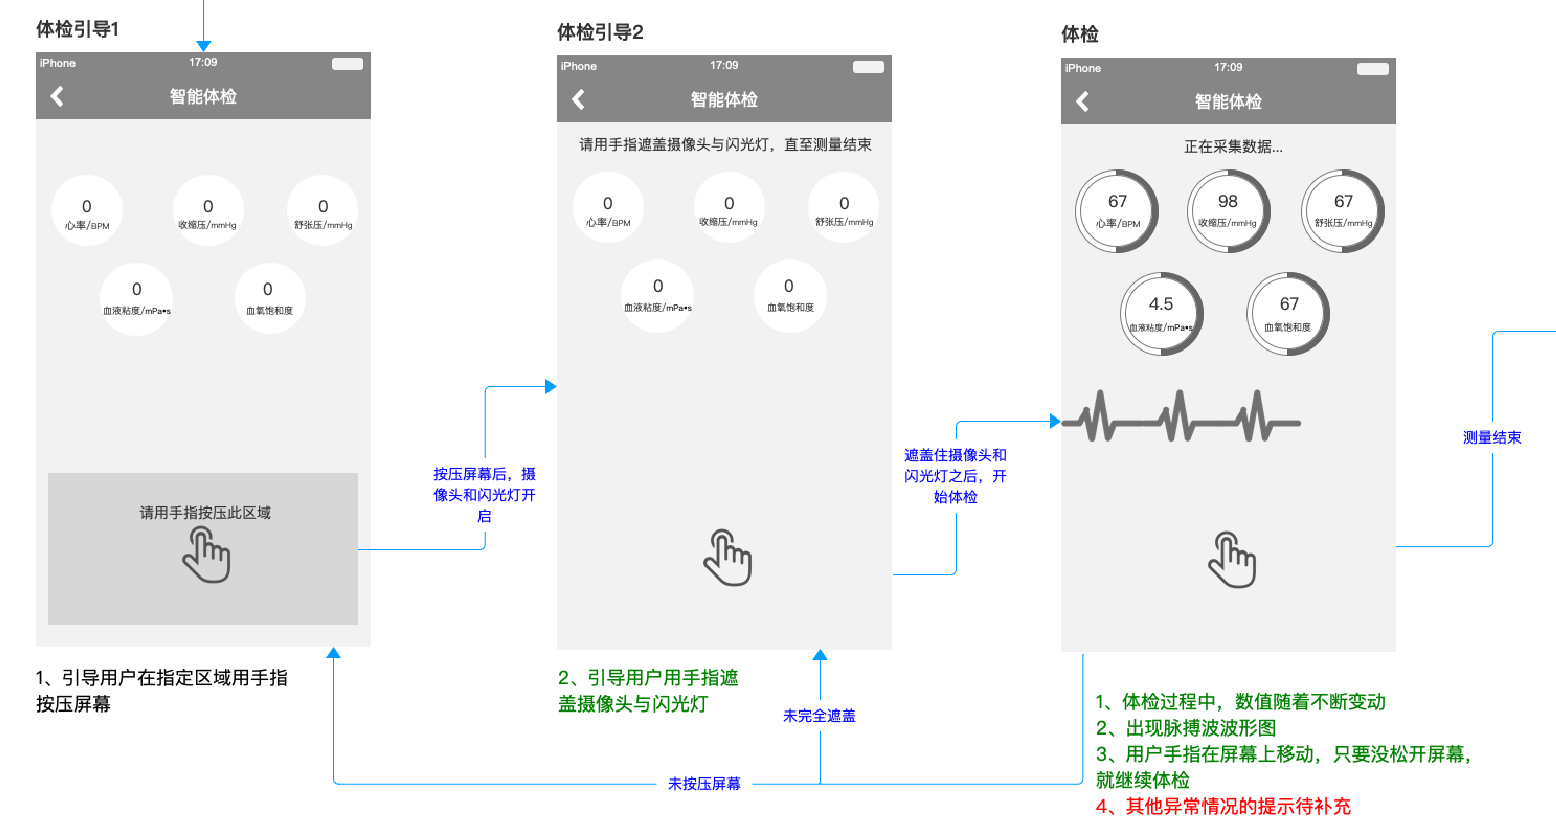 体检引导1
iPhone
17:09
智能体检
0
心率/BPM
0
收缩压/mmHg
0
舒张压/mmHg
0
血液粘度/mPa•s
0
血氧饱和度
请用手指按压此区域
1、引导用户在指定区域用手指
按压屏幕
按压屏幕后，摄
像头和闪光灯开
启
体检引导2
iPhone
17:09
智能体检
请用手指遮盖摄像头与闪光灯，直至测量结束
0
心率/BPM
0
收缩压/mmHg
0
舒张压/mmHg
0
血液粘度/mPa•s
0
血氧饱和度
2、引导用户用手指遮
盖摄像头与闪光灯
遮盖住摄像头和
闪光灯之后，开
始体检
未完全遮盖
未按压屏幕
体检
iPhone
17:09
智能体检
正在采集数据...
67
心率/BPM
98
收缩压/mmHg
67
舒张压/mmHg
4.5
血液粘度/mPa•s
67
血氧饱和度
测量结束
1、体检过程中，数值随着不断变动
2、出现脉搏波波形图
3、用户手指在屏幕上移动，只要没松开屏幕，
就继续体检
4、其他异常情况的提示待补充